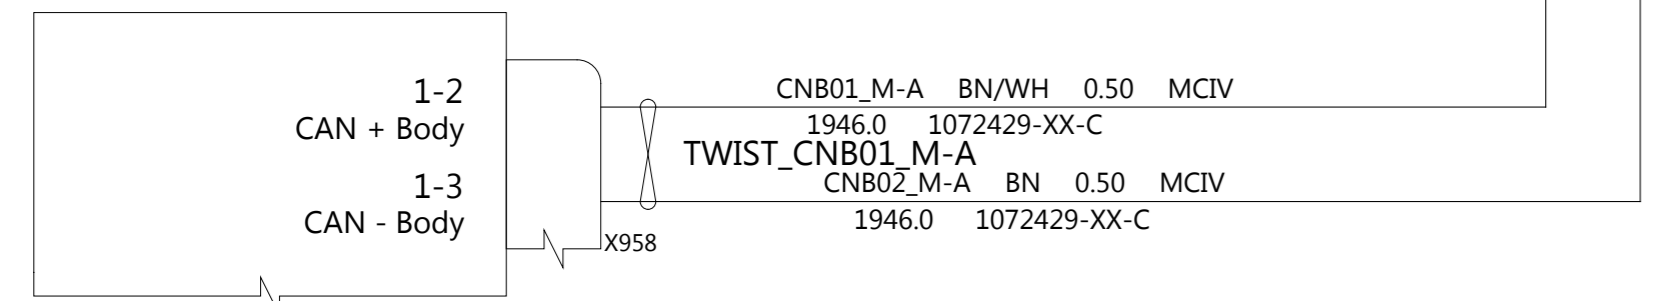 1-2
CAN + Body
CNB01_M-A BN/WH 0.50 MCIV
1946.0 1072429-XX-C
TWIST_CNB01_M-A
1-3
CAN - Body
CNB02_M-A BN 0.50 MCIV
1946.0 1072429-XX-C
X958